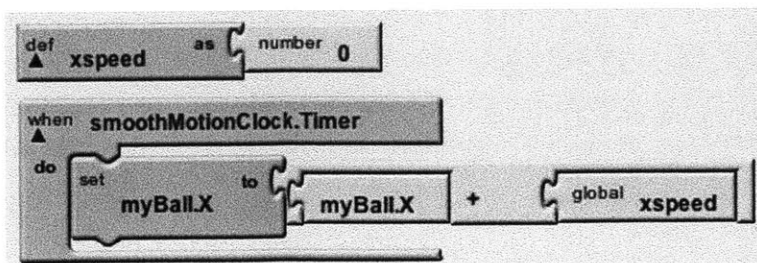 def xspeed as number 0
when smoothMotionClock.Timer
do set myBall.X to myBall.X + global xspeed